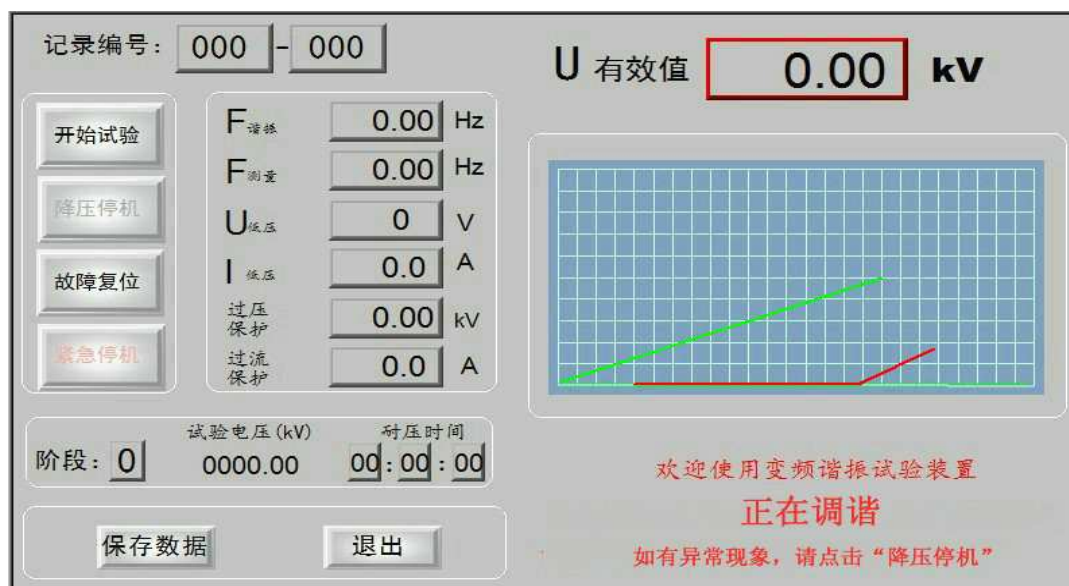 记录编号: 000 - 000
U 有效值 0.00 kV
开始试验
降压停机
故障复位
紧急停机
F谐振 0.00 Hz
F测量 0.00 Hz
U低压 0 V
I 低压 0.0 A
过压保护 0.00 kV
过流保护 0.0 A
试验电压(kV) 耐压时间
阶段: 0 0000.00 00:00:00
保存数据 退出
欢迎使用变频谐振试验装置
正在调谐
如有异常现象，请点击“降压停机”